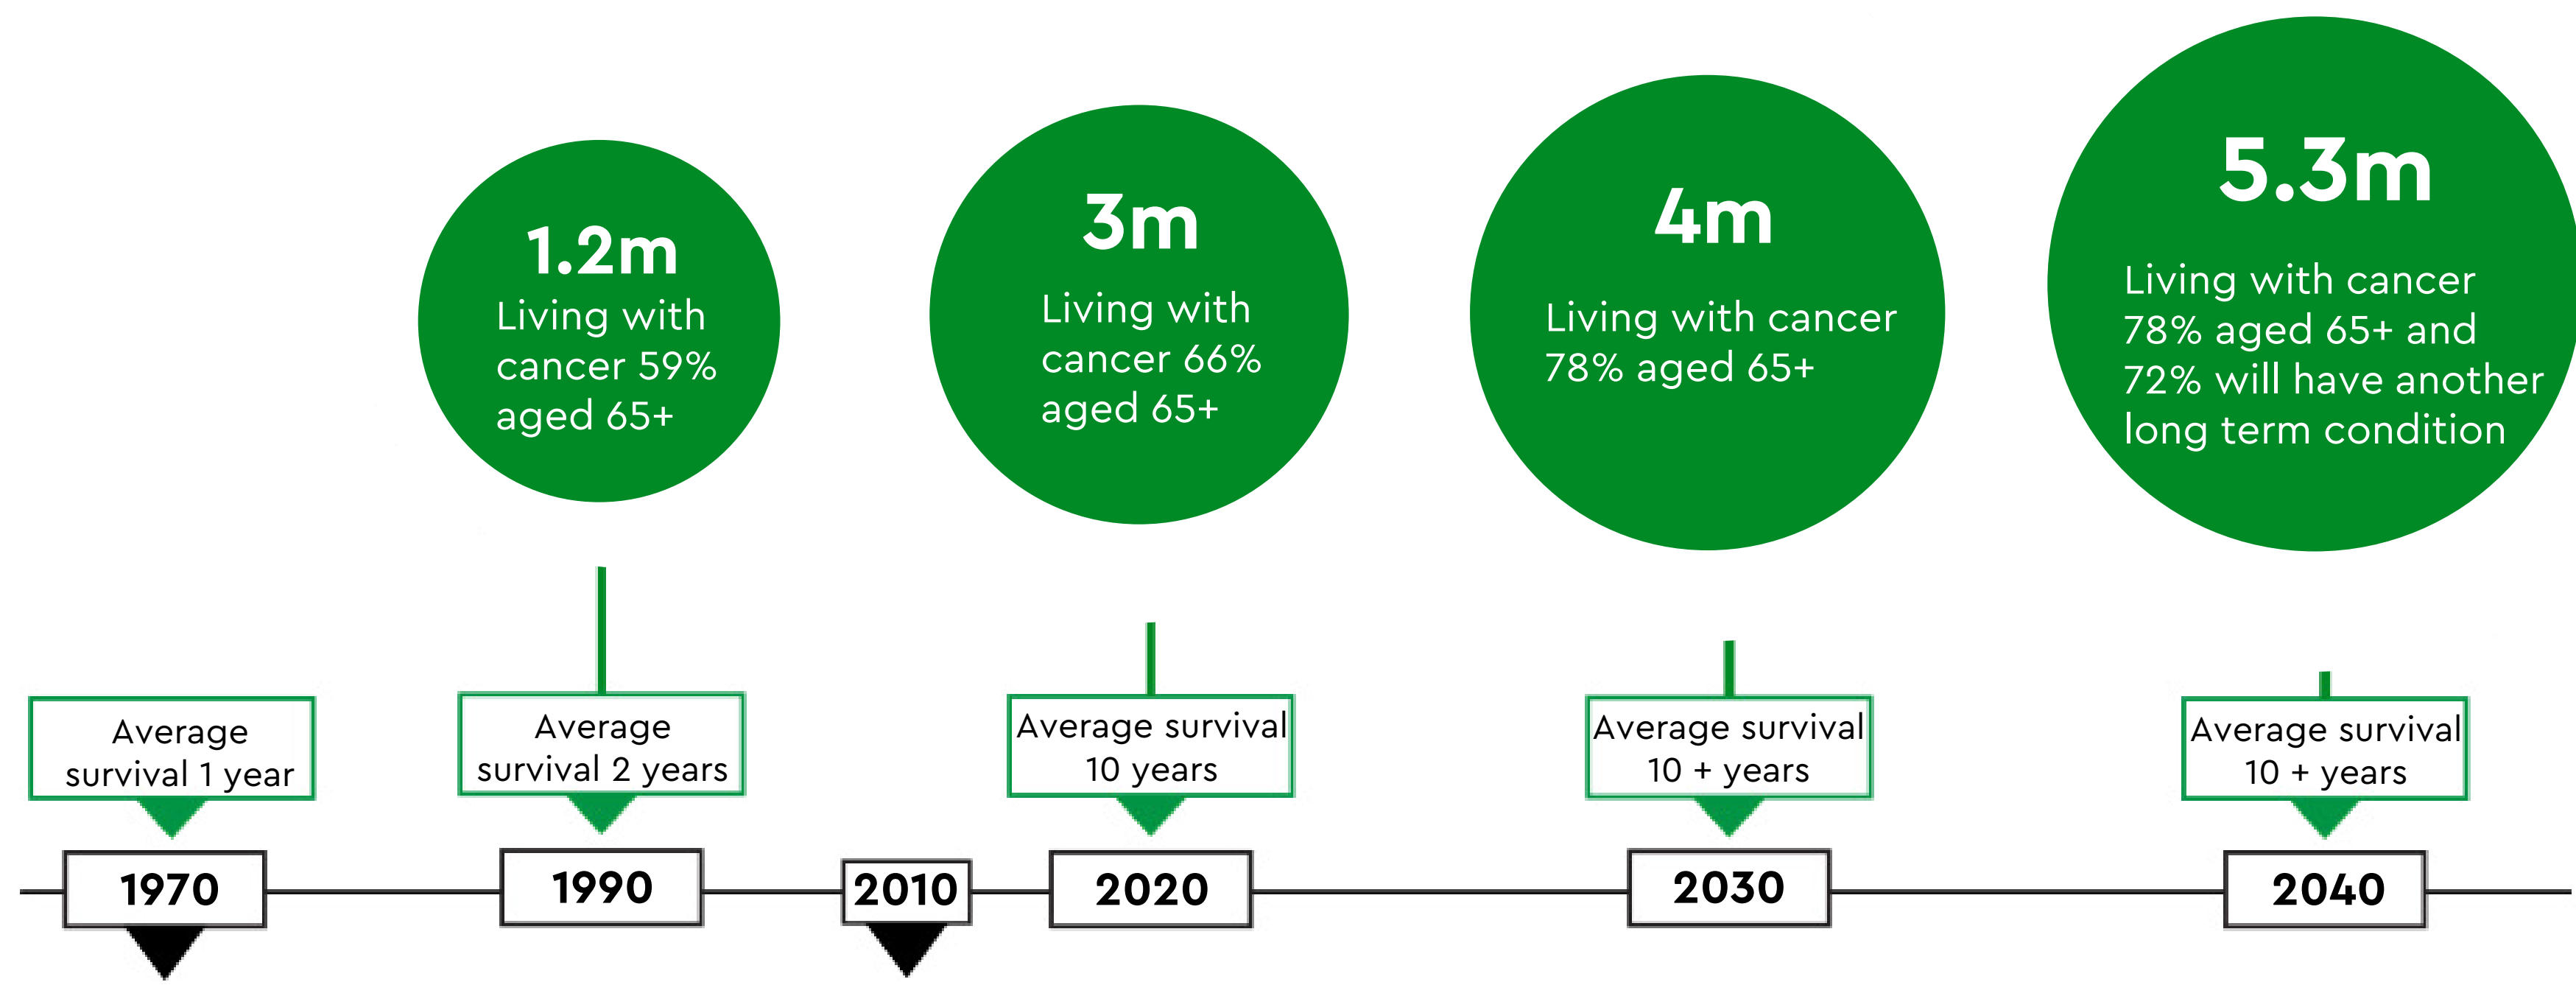 1.2m
Living with
cancer 59%
aged 65+
3m
Living with
cancer 66%
aged 65+
4m
Living with cancer
78% aged 65+
5.3m
Living with cancer
78% aged 65+ and
72% will have another
long term condition
Average
survival 1 year
Average
survival 2 years
Average survival
10 years
Average survival
10 + years
Average survival
10 + years
1970
1990
2010
2020
2030
2040